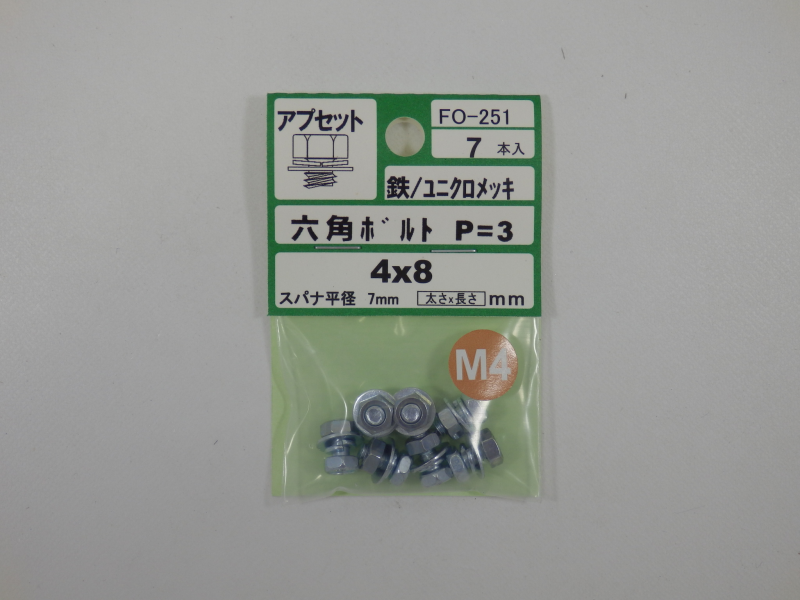 アプセット
FO-251
7 本入
鉄/ユニクロメッキ
六角ボルト P=3
4x8
スパナ平径 7mm 太さx長さ mm
M4